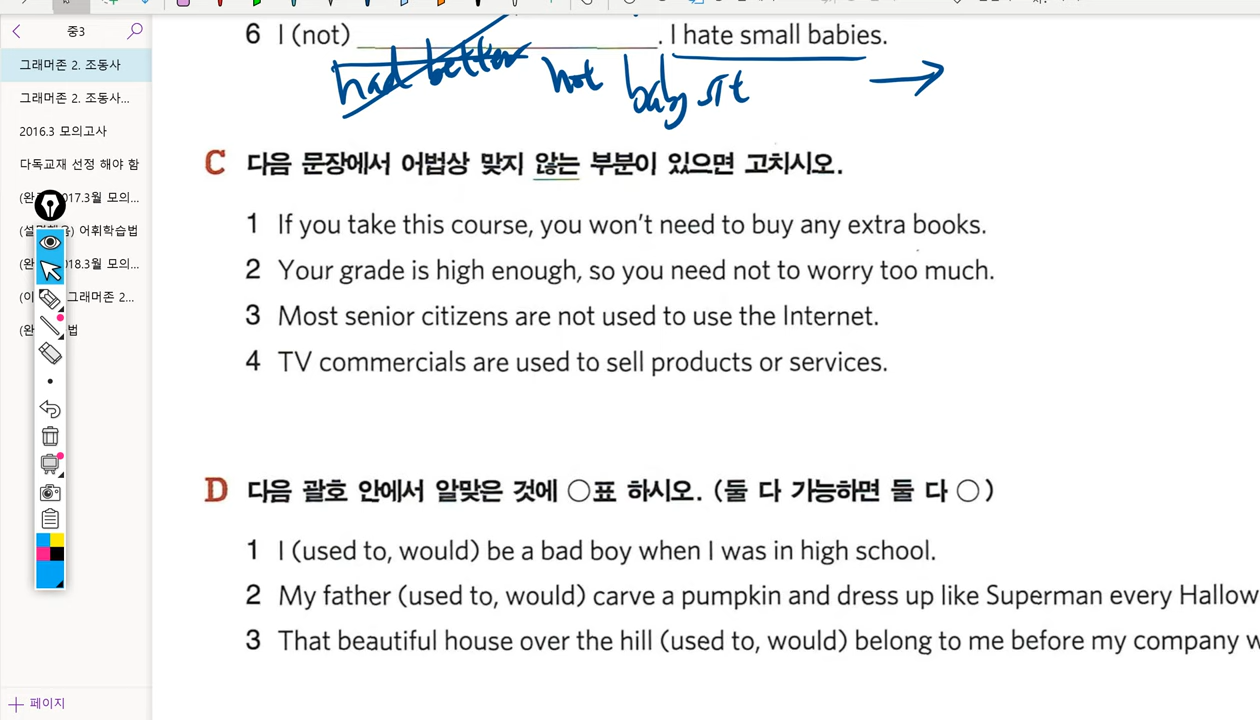 중3
그래머존 2. 조동사
그래머존 2. 조동사...
2016.3 모의고사
다독교재 선정 해야 함
2017.3월 모의...
어휘학습법
2018.3월 모의...
그래머존 2...
페이지
6 I (not) . I hate small babies.
had better not baby sit
C 다음 문장에서 어법상 맞지 않는 부분이 있으면 고치시오.
1 If you take this course, you won't need to buy any extra books.
2 Your grade is high enough, so you need not to worry too much.
3 Most senior citizens are not used to use the Internet.
4 TV commercials are used to sell products or services.
D 다음 괄호 안에서 알맞은 것에 ○표 하시오. (둘 다 가능하면 둘 다 ○)
1 I (used to, would) be a bad boy when I was in high school.
2 My father (used to, would) carve a pumpkin and dress up like Superman every Hallow
3 That beautiful house over the hill (used to, would) belong to me before my company w